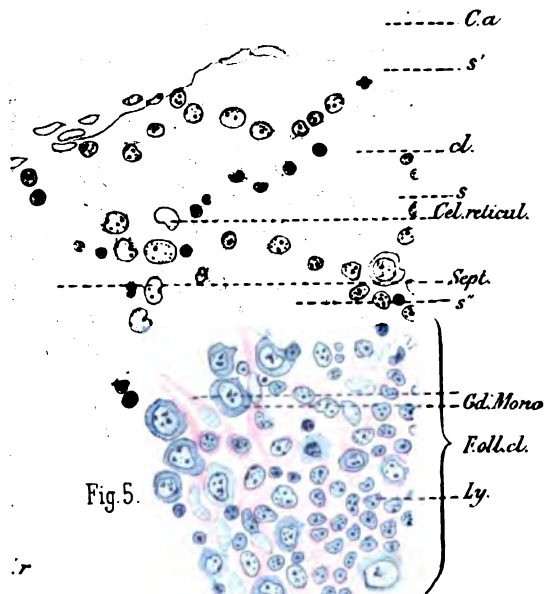 C.a
s'
cl.
s
Cel.reticul.
Sept.
s"
Gd.Mono
Foll.cl.
Ly.
Fig.5.
:r